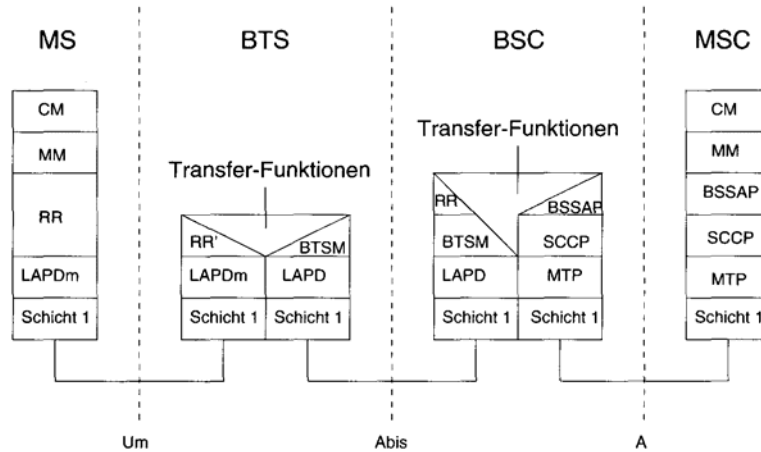 MS BTS BSC MSC
CM
MM
RR
LAPDm
Schicht 1
Transfer-Funktionen
RR' BTSM
LAPDm LAPD
Schicht 1 Schicht 1
Transfer-Funktionen
RR BSSAP
BTSM SCCP
LAPD MTP
Schicht 1 Schicht 1
CM
MM
BSSAP
SCCP
MTP
Schicht 1
Um Abis A